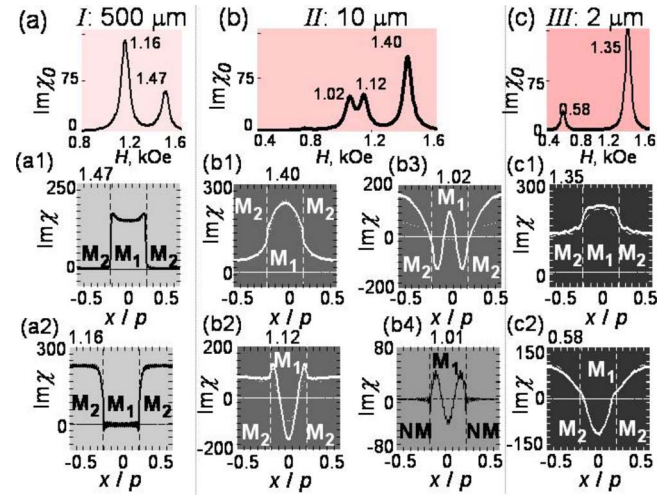 (a) I: 500 μm
1.16
1.47
75
0
Imχ₀
0.8 1.2 1.6
H, kOe
(b) II: 10 μm
1.40
1.02
1.12
75
0
Imχ₀
0.4 0.8 1.2 1.6
H, kOe
(c) III: 2 μm
1.35
0.58
75
0
0.4 0.8 1.2 1.6
H, kOe
(a1) 1.47
250
0
Imχ
M₂ M₁ M₂
-0.5 0 0.5
x / p
(b1) 1.40
300
0
Imχ
M₂ M₂
M₁
-0.5 0 0.5
x / p
(b3) 1.02
200
0
-200
M₁
M₂ M₂
-0.5 0 0.5
x / p
(c1) 1.35
300
0
Imχ
M₂ M₁ M₂
-0.5 0 0.5
x / p
(a2) 1.16
300
0
Imχ
M₂ M₁ M₂
-0.5 0 0.5
x / p
(b2) 1.12
200
0
-200
Imχ
M₁
M₂ M₂
-0.5 0 0.5
x / p
(b4) 1.01
80
0
-80
M₁
NM NM
-0.5 0 0.5
x / p
(c2) 0.58
100
0
-150
Imχ
M₁
M₂ M₂
-0.5 0 0.5
x / p